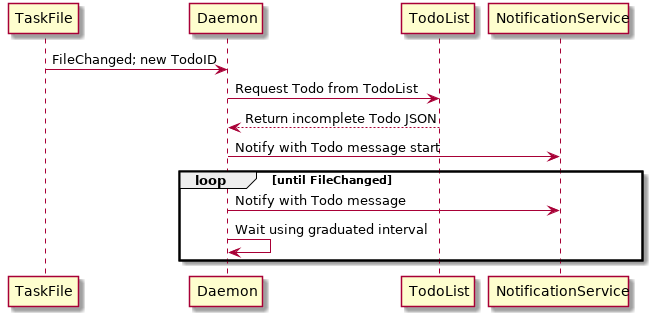 TaskFile
Daemon
TodoList
NotificationService
FileChanged; new TodoID
Request Todo from TodoList
Return incomplete Todo JSON
Notify with Todo message start
loop
[until FileChanged]
Notify with Todo message
Wait using graduated interval
TaskFile
Daemon
TodoList
NotificationService